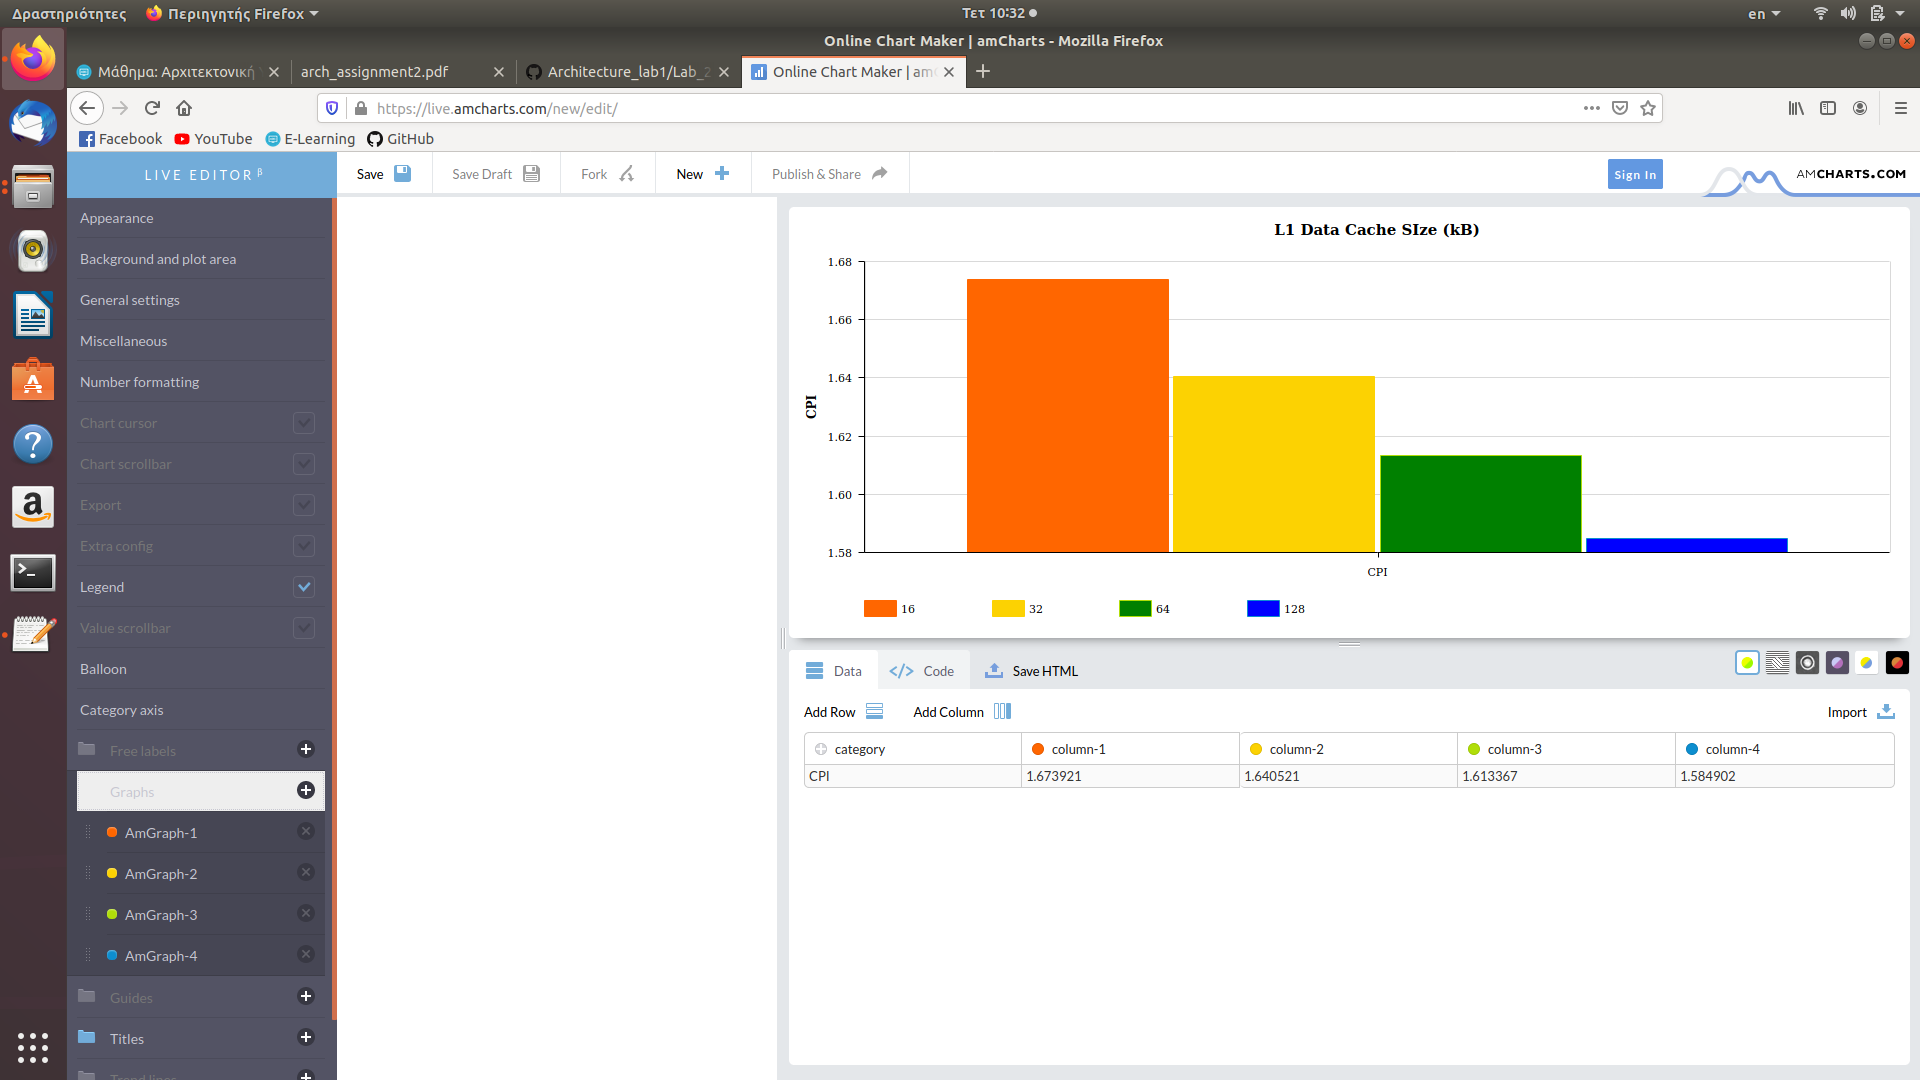 Δραστηριότητες
Περιηγητής Firefox
Τετ 10:32
en
Online Chart Maker | amCharts - Mozilla Firefox
Μάθημα: Αρχιτεκτονική
arch_assignment2.pdf
Architecture_lab1/Lab_2
Online Chart Maker | am
https://live.amcharts.com/new/edit/
Facebook
YouTube
E-Learning
GitHub
LIVE EDITOR β
Save
Save Draft
Fork
New
Publish & Share
Sign In
AMCHARTS.COM
Appearance
Background and plot area
General settings
Miscellaneous
Number formatting
Chart cursor
Chart scrollbar
Export
Extra config
Legend
Value scrollbar
Balloon
Category axis
Free labels
Graphs
AmGraph-1
AmGraph-2
AmGraph-3
AmGraph-4
Guides
Titles
Trend lines
L1 Data Cache SIze (kB)
CPI
1.68
1.66
1.64
1.62
1.60
1.58
CPI
16
32
64
128
Data
Code
Save HTML
Add Row
Add Column
Import
category
column-1
column-2
column-3
column-4
CPI
1.673921
1.640521
1.613367
1.584902